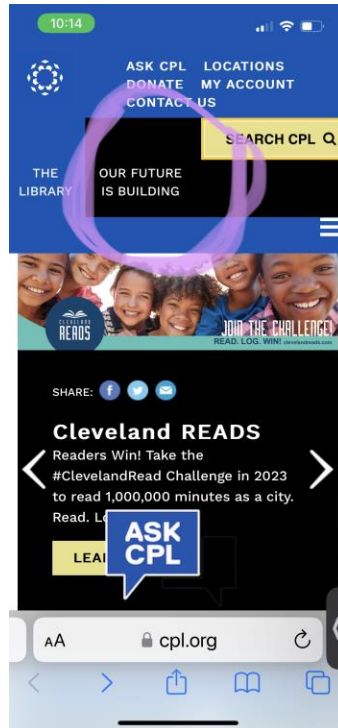 10:14
ASK CPL LOCATIONS
DONATE MY ACCOUNT
CONTACT US
SEARCH CPL
THE
LIBRARY
OUR FUTURE
IS BUILDING
CLEVELAND
READS
JOIN THE CHALLENGE!
READ. LOG. WIN! clevelandreads.com
SHARE:
Cleveland READS
Readers Win! Take the
#ClevelandRead Challenge in 2023
to read 1,000,000 minutes as a city.
Read.
ASK
CPL
AA
cpl.org